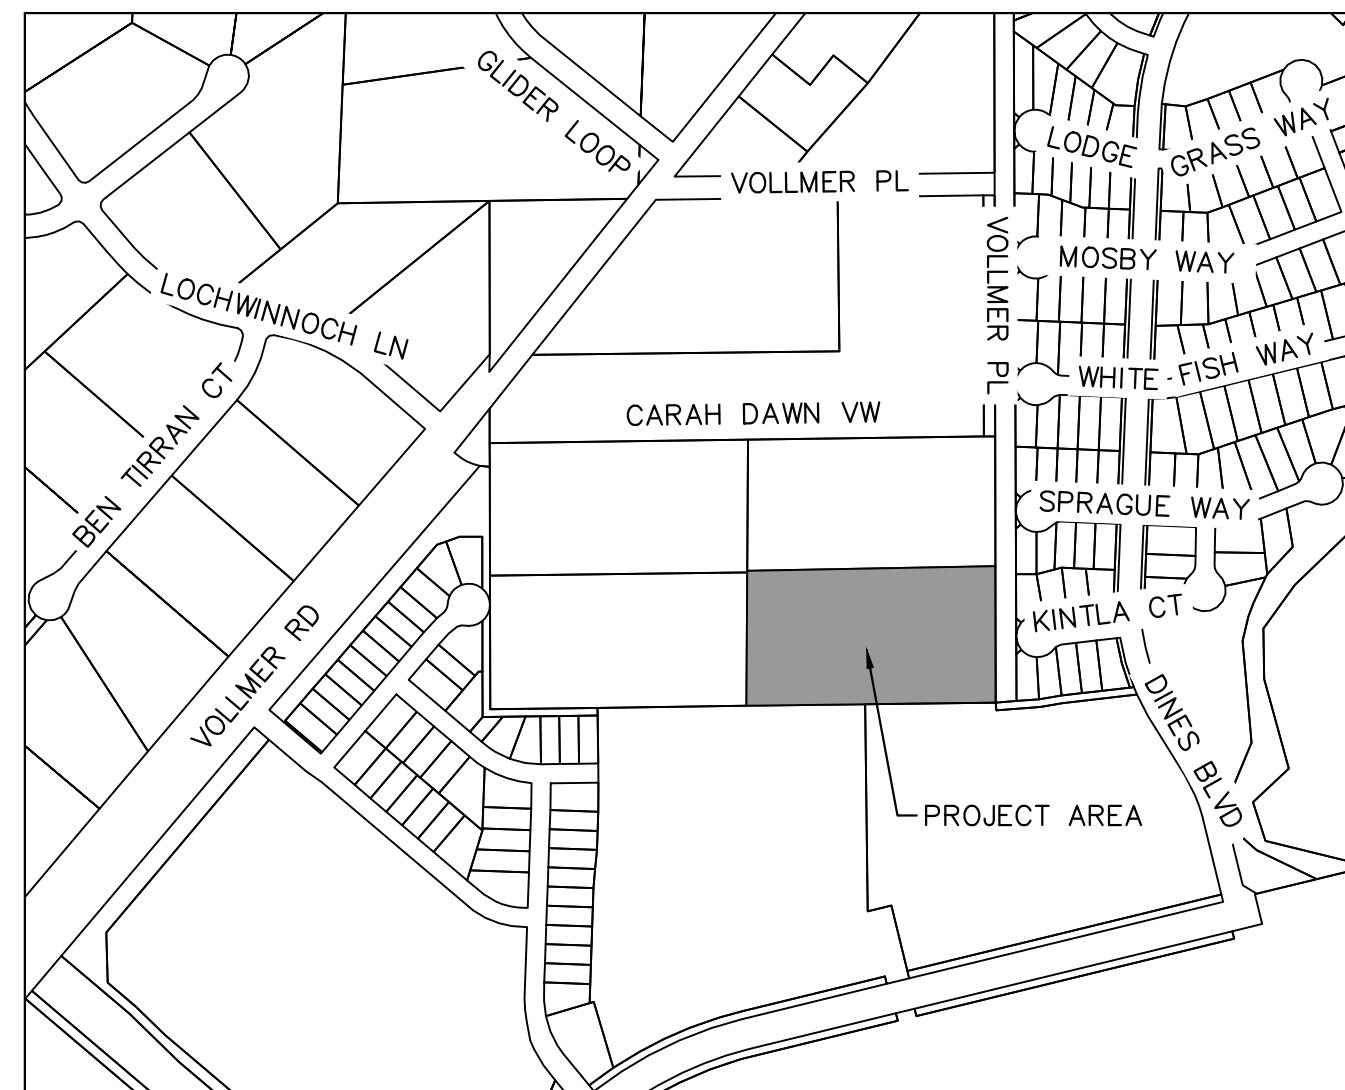 GLIDER LOOP
LODGE GRASS WAY
VOLLMER PL
VOLLMER PL
MOSBY WAY
LOCHWINNOCH LN
WHITE FISH WAY
BEN TIRRAN CT
CARAH DAWN VW
SPRAGUE WAY
KINTLA CT
VOLLMER RD
DINES BLVD
PROJECT AREA